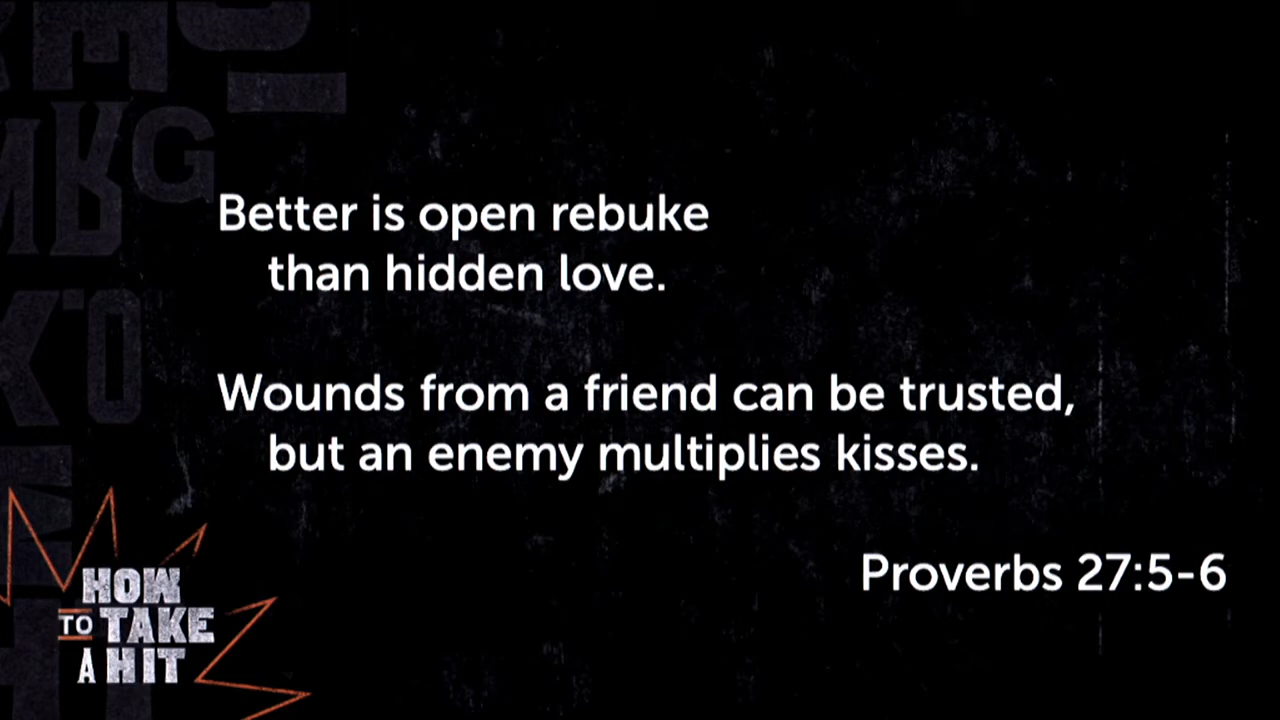 Better is open rebuke
than hidden love.
Wounds from a friend can be trusted,
but an enemy multiplies kisses.
Proverbs 27:5-6
HOW
TO TAKE
A HIT